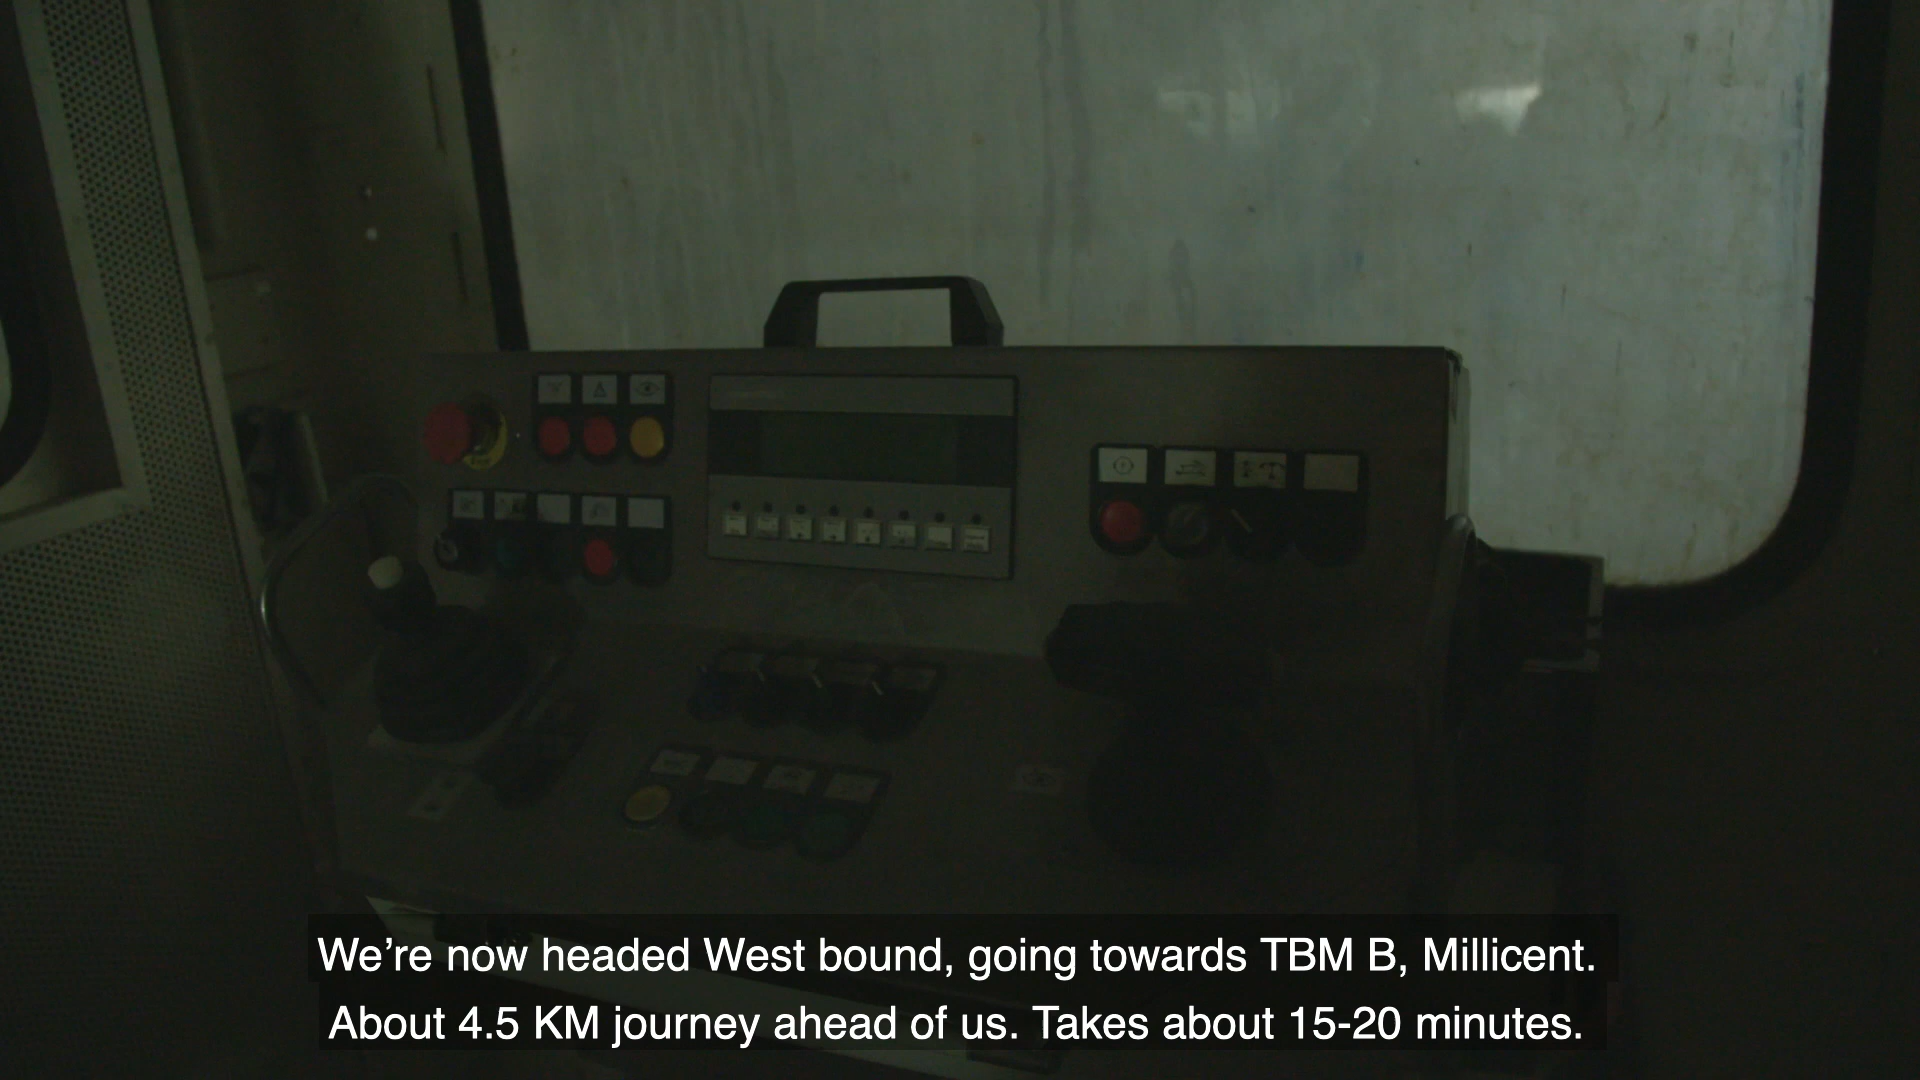 We’re now headed West bound, going towards TBM B, Millicent.
About 4.5 KM journey ahead of us. Takes about 15-20 minutes.